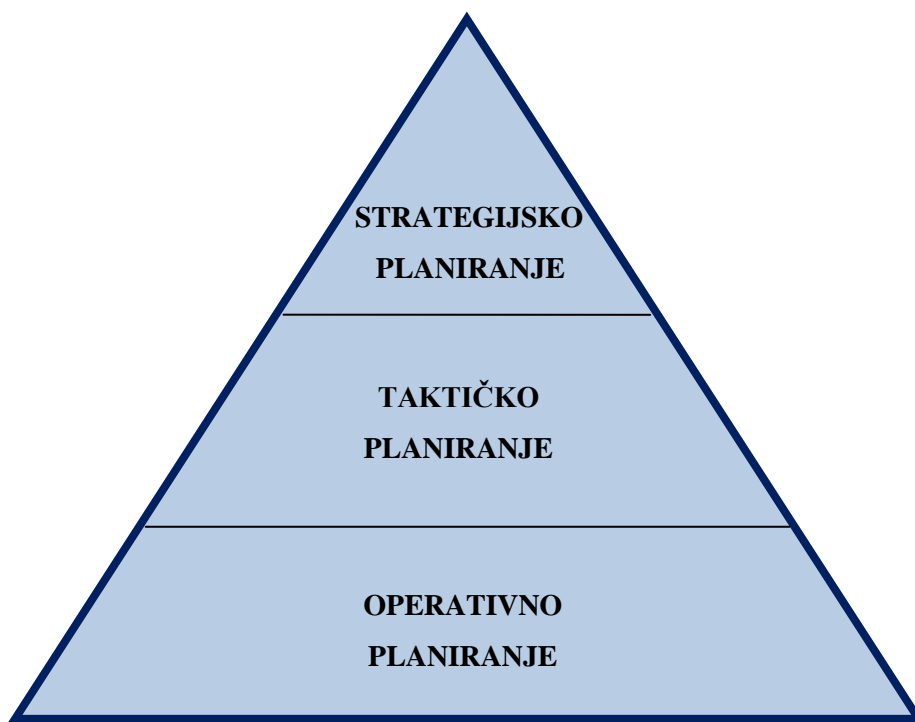 STRATEGIJSKO
PLANIRANJE
TAKTIČKO
PLANIRANJE
OPERATIVNO
PLANIRANJE